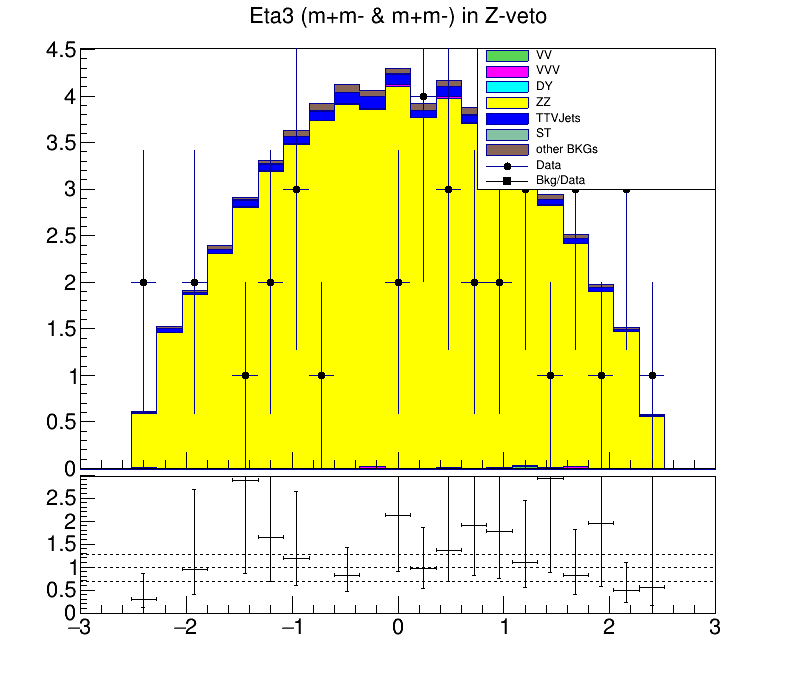 Eta3 (m+m- & m+m-) in Z-veto
4.5
4
3.5
3
2.5
2
1.5
1
0.5
0
VV
VVV
DY
ZZ
TTVJets
ST
other BKGs
Data
Bkg/Data
2.5
2
1.5
1
0.5
0
−3
−2
−1
0
1
2
3